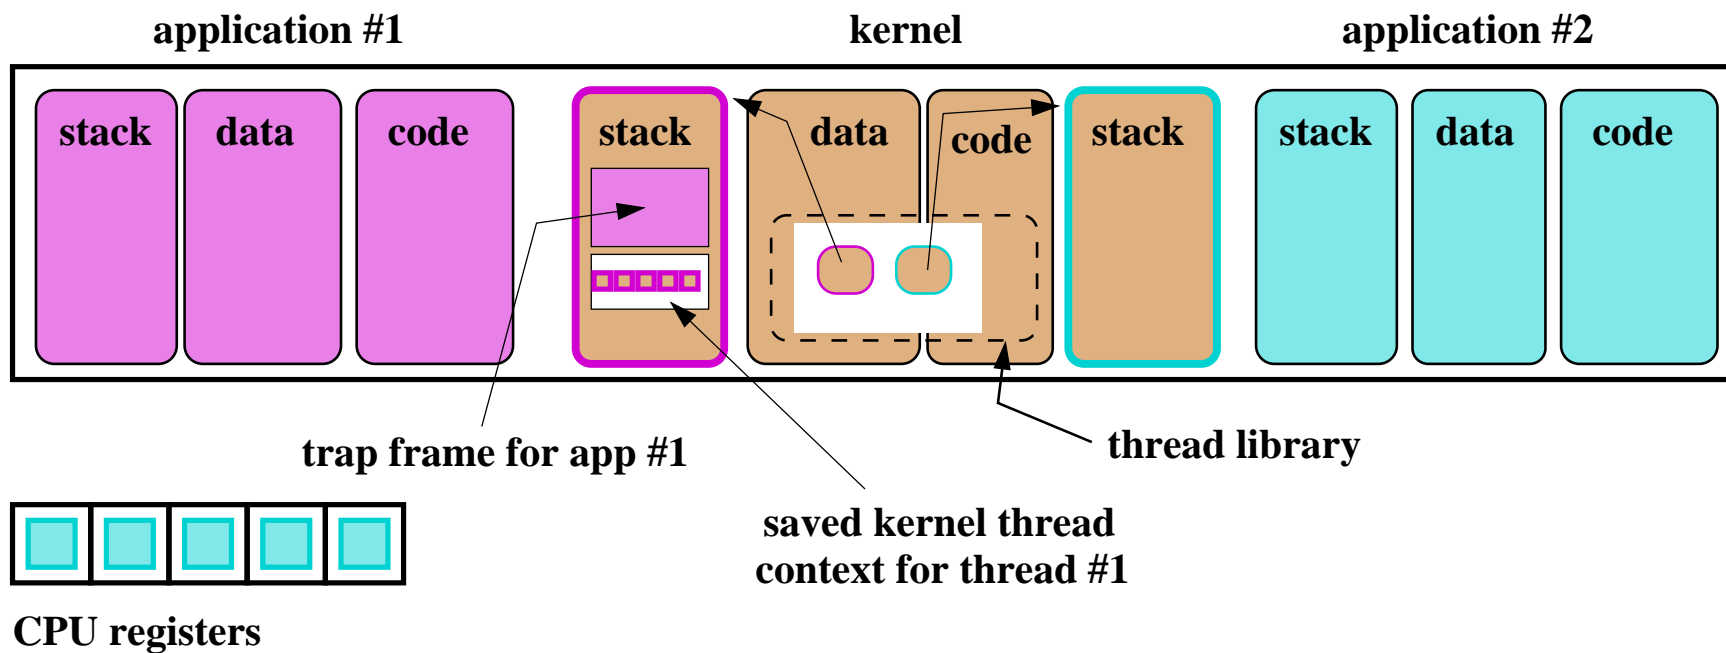 application #1
kernel
application #2
stack
data
code
stack
data
code
stack
stack
data
code
trap frame for app #1
thread library
saved kernel thread
context for thread #1
CPU registers